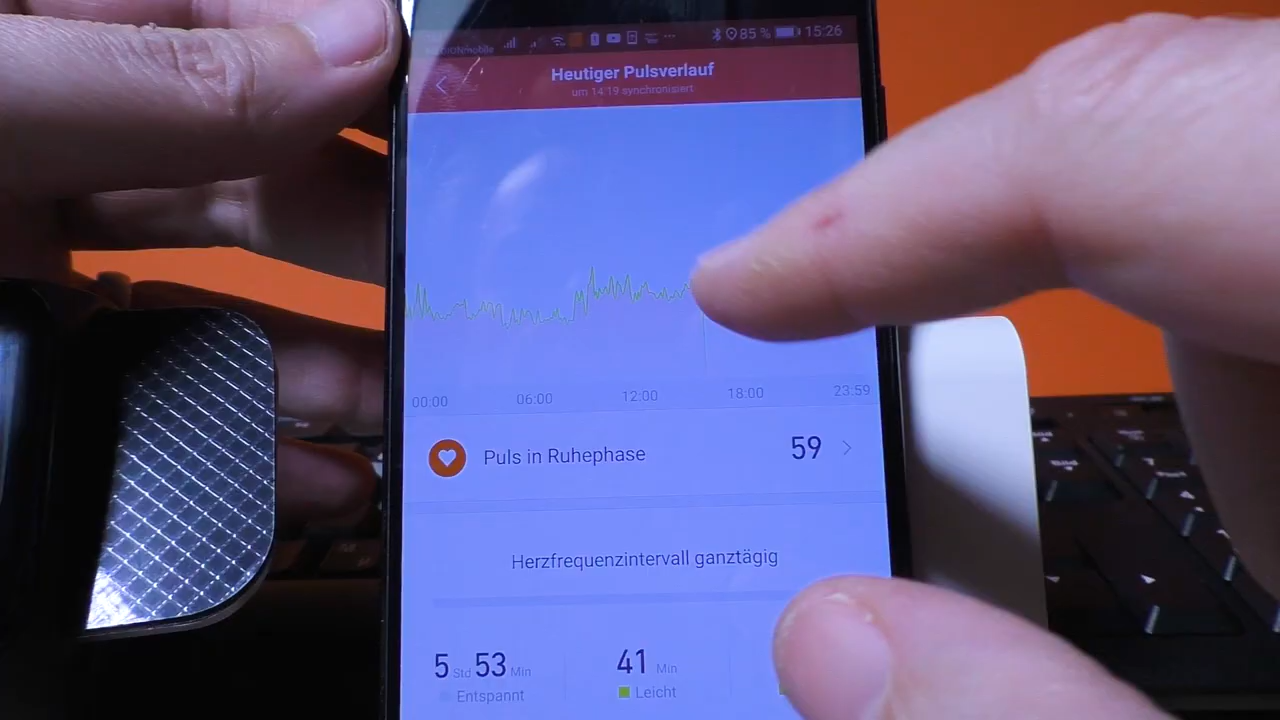 85 % 15:26
Heutiger Pulsverlauf
um 14:19 synchronisiert
00:00 06:00 12:00 18:00 23:59
Puls in Ruhephase 59
Herzfrequenzintervall ganztägig
5 Std 53 Min 41 Min
Entspannt Leicht